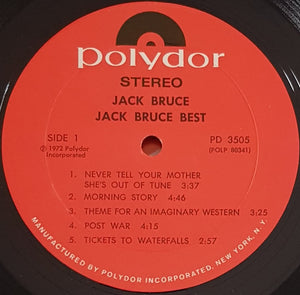 polydor
STEREO
JACK BRUCE
JACK BRUCE BEST
SIDE 1
PD 3505
℗ 1972 Polydor
Incorporated
(POLP 80341)
1. NEVER TELL YOUR MOTHER
SHE'S OUT OF TUNE 3:37
2. MORNING STORY 4:46
3. THEME FOR AN IMAGINARY WESTERN 3:25
4. POST WAR 4:15
5. TICKETS TO WATERFALLS 2:57
MANUFACTURED BY POLYDOR INCORPORATED, NEW YORK, N.Y.